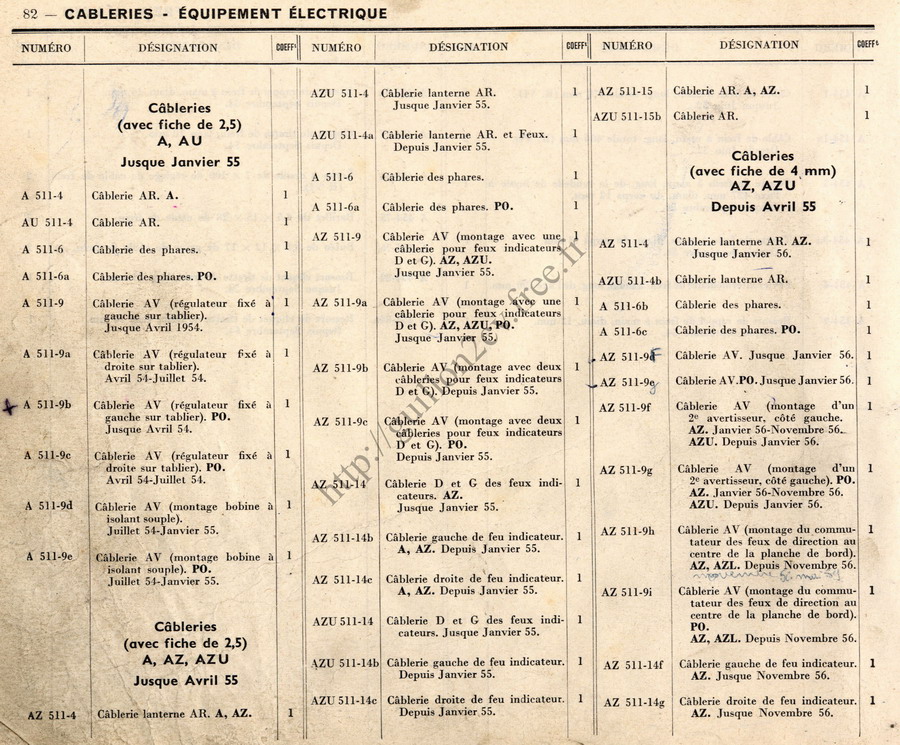 82 — CABLERIES - ÉQUIPEMENT ÉLECTRIQUE
NUMÉRO DÉSIGNATION COEFFt
Câbleries
(avec fiche de 2,5)
A, AU
Jusque Janvier 55
A 511-4 Câblerie AR. A. 1
AU 511-4 Câblerie AR. 1
A 511-6 Câblerie des phares. 1
A 511-6a Câblerie des phares. PO. 1
A 511-9 Câblerie AV (régulateur fixé à 1
gauche sur tablier).
Jusque Avril 1954.
A 511-9a Câblerie AV (régulateur fixé à 1
droite sur tablier).
Avril 54-Juillet 54.
A 511-9b Câblerie AV (régulateur fixé à 1
gauche sur tablier). PO.
Jusque Avril 54.
A 511-9c Câblerie AV (régulateur fixé à 1
droite sur tablier). PO.
Avril 54-Juillet 54.
A 511-9d Câblerie AV (montage bobine à 1
isolant souple).
Juillet 54-Janvier 55.
A 511-9e Câblerie AV (montage bobine à 1
isolant souple). PO.
Juillet 54-Janvier 55.
Câbleries
(avec fiche de 2,5)
A, AZ, AZU
Jusque Avril 55
AZ 511-4 Câblerie lanterne AR. A, AZ. 1
NUMÉRO DÉSIGNATION COEFFt
AZU 511-4 Câblerie lanterne AR. 1
Jusque Janvier 55.
AZU 511-4a Câblerie lanterne AR. et Feux. 1
Depuis Janvier 55.
A 511-6 Câblerie des phares. 1
A 511-6a Câblerie des phares. PO. 1
AZ 511-9 Câblerie AV (montage avec une 1
câblerie pour feux indicateurs
D et G). AZ, AZU.
Jusque Janvier 55.
AZ 511-9a Câblerie AV (montage avec une 1
câblerie pour feux indicateurs
D et G). AZ, AZU, PO.
Jusque Janvier 55.
AZ 511-9b Câblerie AV (montage avec deux 1
câbleries pour feux indicateurs
D et G). Depuis Janvier 55.
AZ 511-9c Câblerie AV (montage avec deux 1
câbleries pour feux indicateurs
D et G). PO.
Depuis Janvier 55.
AZ 511-14 Câblerie D et G des feux indi- 1
cateurs. AZ.
Jusque Janvier 55.
AZ 511-14b Câblerie gauche de feu indicateur. 1
A, AZ. Depuis Janvier 55.
AZ 511-14c Câblerie droite de feu indicateur. 1
A, AZ. Depuis Janvier 55.
AZU 511-14 Câblerie D et G des feux indi- 1
cateurs. Jusque Janvier 55.
AZU 511-14b Câblerie gauche de feu indicateur. 1
Depuis Janvier 55.
AZU 511-14c Câblerie droite de feu indicateur. 1
Depuis Janvier 55.
NUMÉRO DÉSIGNATION COEFFt
AZ 511-15 Câblerie AR. A, AZ. 1
AZU 511-15b Câblerie AR. 1
Câbleries
(avec fiche de 4 mm)
AZ, AZU
Depuis Avril 55
AZ 511-4 Câblerie lanterne AR. AZ. 1
Jusque Janvier 56.
AZU 511-4b Câblerie lanterne AR. 1
A 511-6b Câblerie des phares. 1
A 511-6c Câblerie des phares. PO. 1
AZ 511-9d Câblerie AV. Jusque Janvier 56. 1
AZ 511-9e Câblerie AV.PO. Jusque Janvier 56. 1
AZ 511-9f Câblerie AV (montage d'un 1
2e avertisseur, côté gauche.
AZ. Janvier 56-Novembre 56.
AZU. Depuis Janvier 56.
AZ 511-9g Câblerie AV (montage d'un 1
2e avertisseur, côté gauche). PO.
AZ. Janvier 56-Novembre 56.
AZU. Depuis Janvier 56.
AZ 511-9h Câblerie AV (montage du commu- 1
tateur des feux de direction au
centre de la planche de bord).
AZ, AZL. Depuis Novembre 56.
novembre
AZ 511-9i Câblerie AV (montage du commu- 1
tateur des feux de direction au
centre de la planche de bord).
PO.
AZ, AZL. Depuis Novembre 56.
AZ 511-14f Câblerie gauche de feu indicateur. 1
AZ. Jusque Novembre 56.
AZ 511-14g Câblerie droite de feu indicateur. 1
AZ. Jusque Novembre 56.